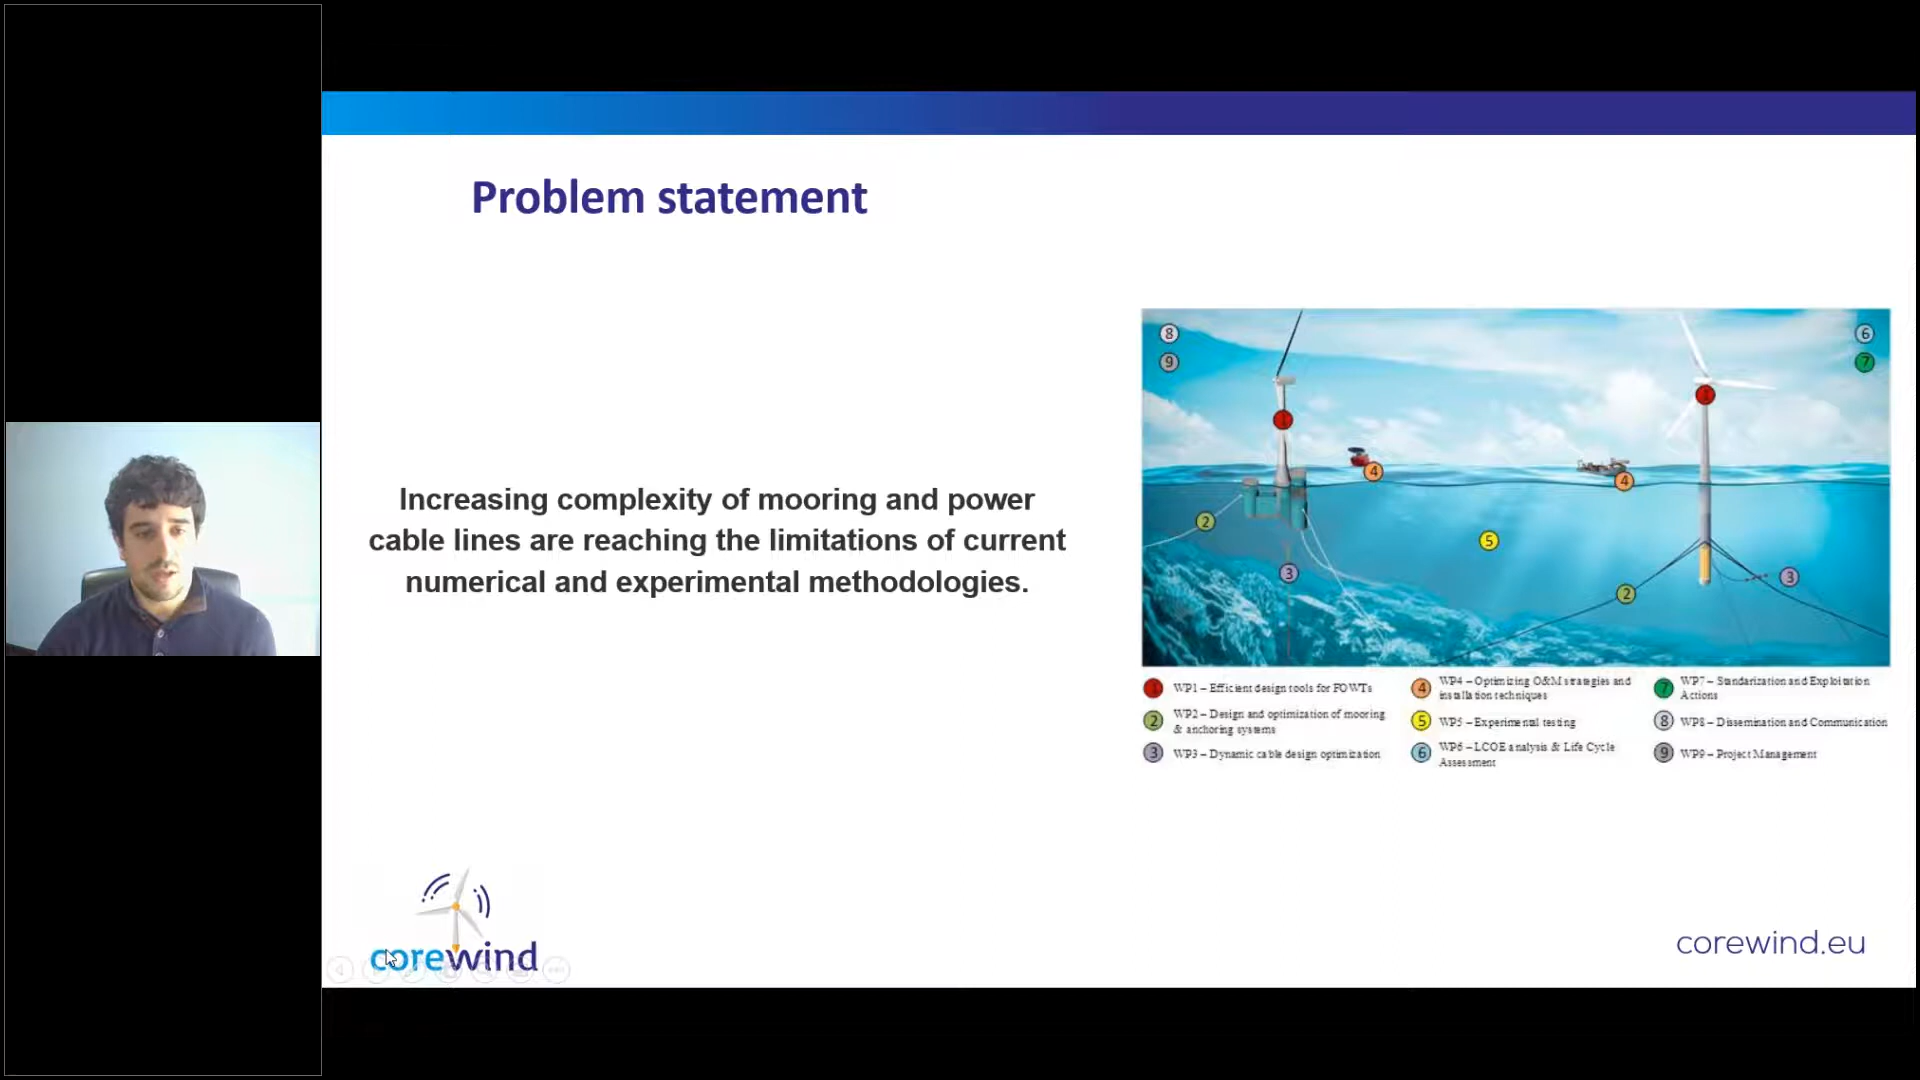 Problem statement
Increasing complexity of mooring and power
cable lines are reaching the limitations of current
numerical and experimental methodologies.
8
9
6
7
1
1
4
4
2
5
3
2
3
1 WP1 – Efficient design tools for FOWTs
2 WP2 – Design and optimization of mooring
& anchoring systems
3 WP3 – Dynamic cable design optimization
4 WP4 – Optimizing O&M strategies and
installation techniques
5 WP5 – Experimental testing
6 WP6 – LCOE analysis & Life Cycle
Assessment
7 WP7 – Standarization and Exploitation
Actions
8 WP8 – Dissemination and Communication
9 WP9 – Project Management
corewind
corewind.eu